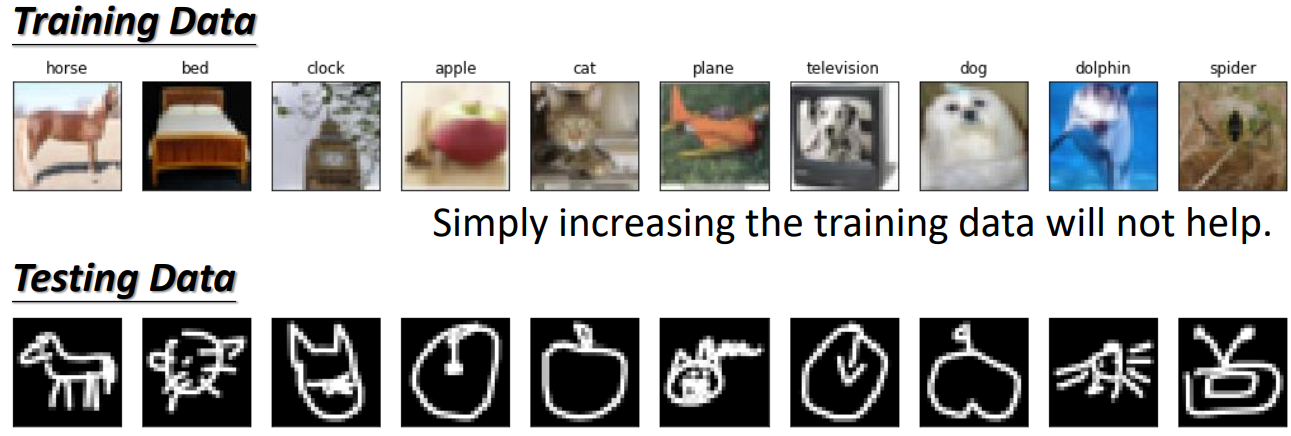 Training Data
horse bed clock apple cat plane television dog dolphin spider
Simply increasing the training data will not help.
Testing Data